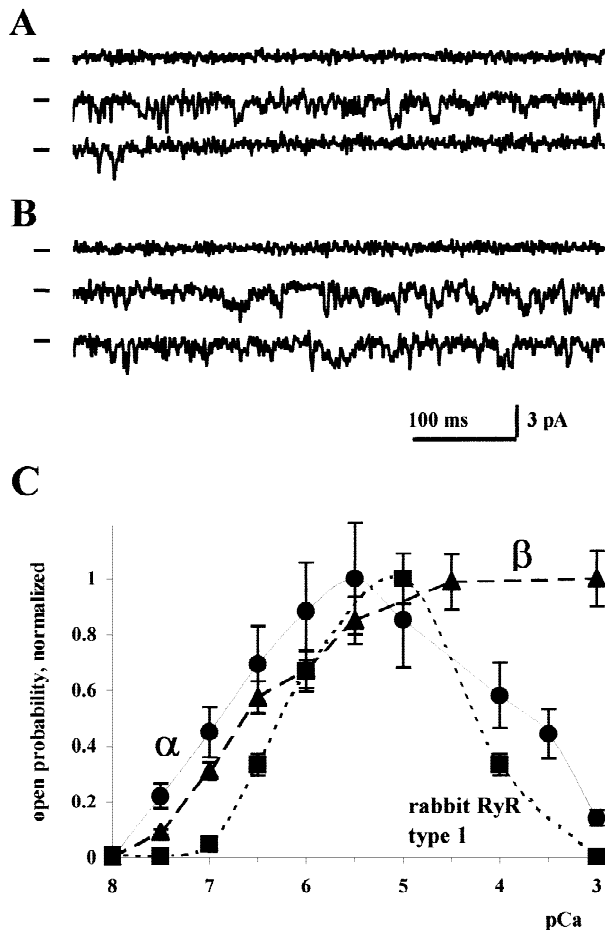 A
B
100 ms
3 pA
C
open probability, normalized
1
0.8
0.6
0.4
0.2
0
α
β
rabbit RyR
type 1
8
7
6
5
4
3
pCa